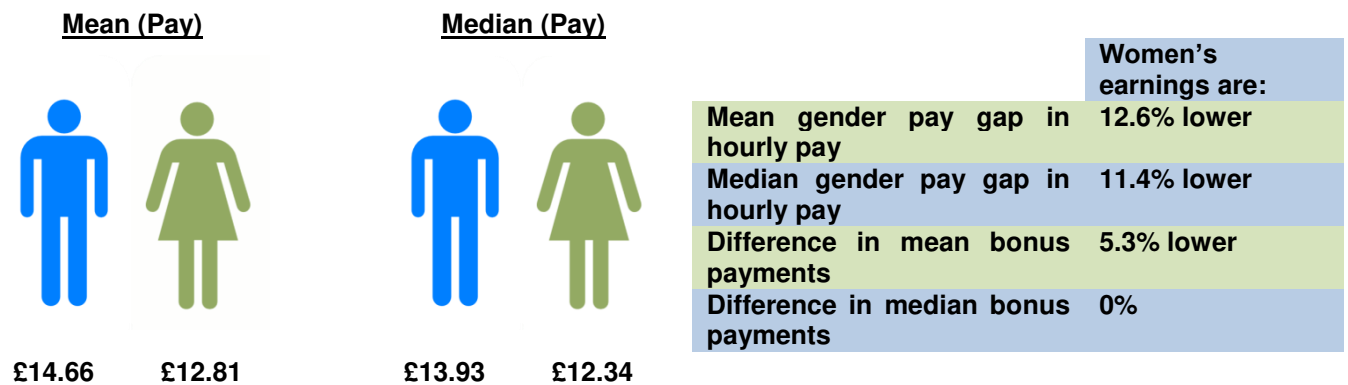 Mean (Pay)
Median (Pay)
£14.66 £12.81
£13.93 £12.34
Women's
earnings are:
Mean gender pay gap in 12.6% lower
hourly pay
Median gender pay gap in 11.4% lower
hourly pay
Difference in mean bonus 5.3% lower
payments
Difference in median bonus 0%
payments